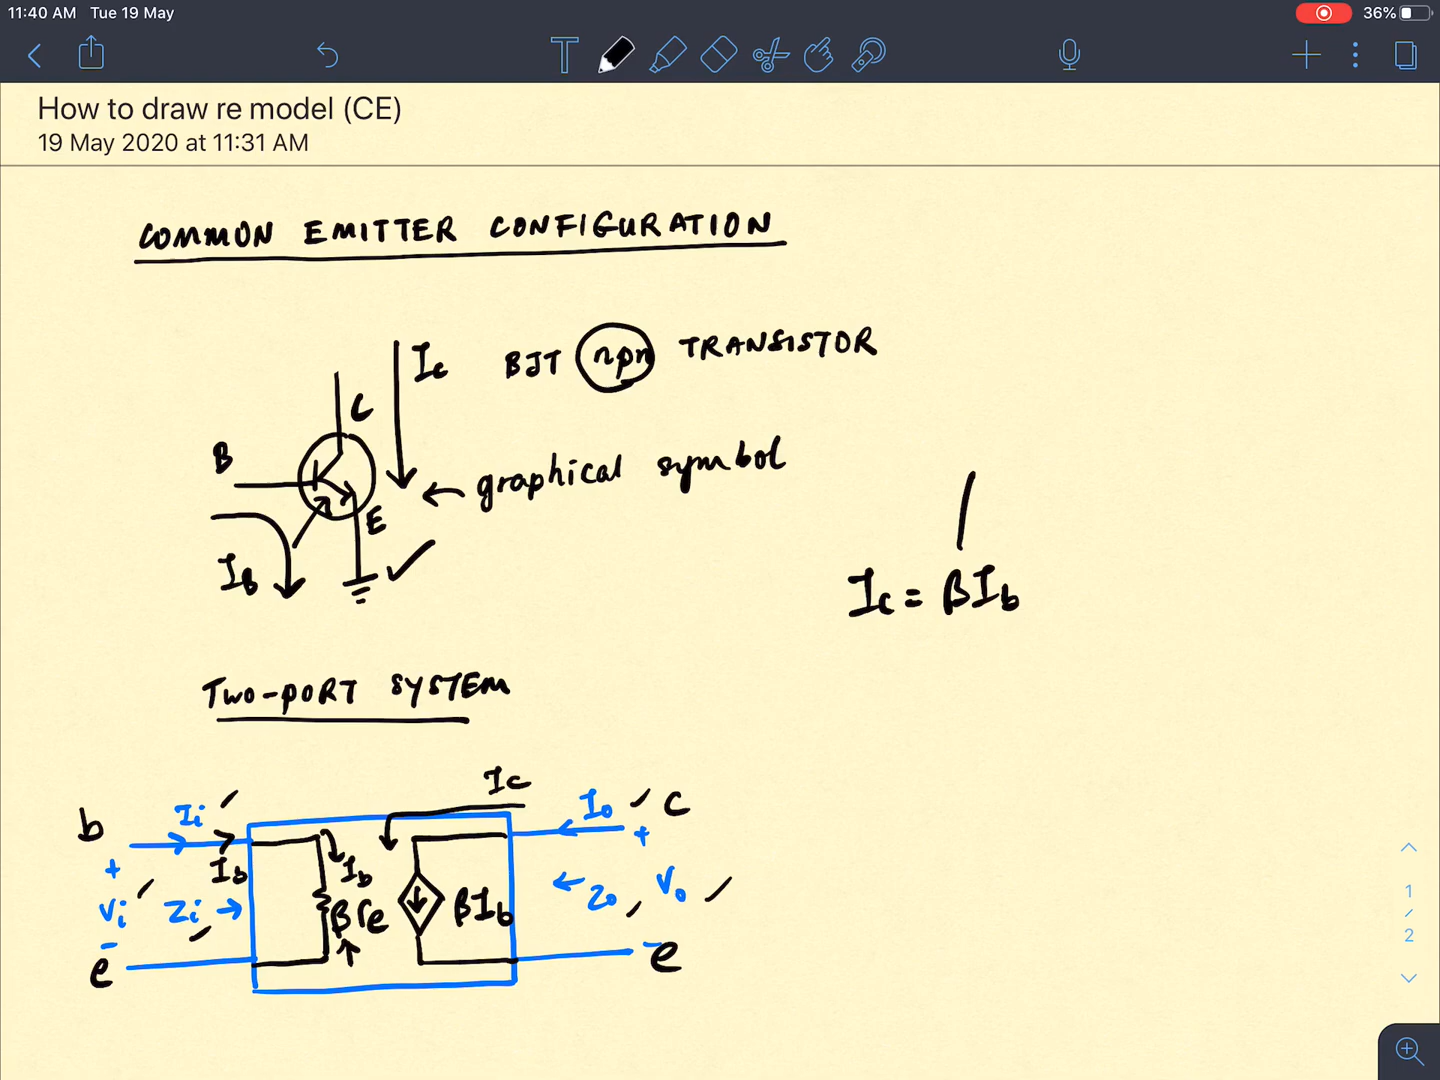 11:40 AM Tue 19 May 36%
How to draw re model (CE)
19 May 2020 at 11:31 AM
COMMON EMITTER CONFIGURATION
Ic BJT npn TRANSISTOR
C
B
← graphical symbol
E
IB
Ic = βIb
TWO-PORT SYSTEM
Ic
b Ii Io C
+ Ib Ib +
Vi Zi → βre βIb ← Zo Vo
- -
e e
1
/
2